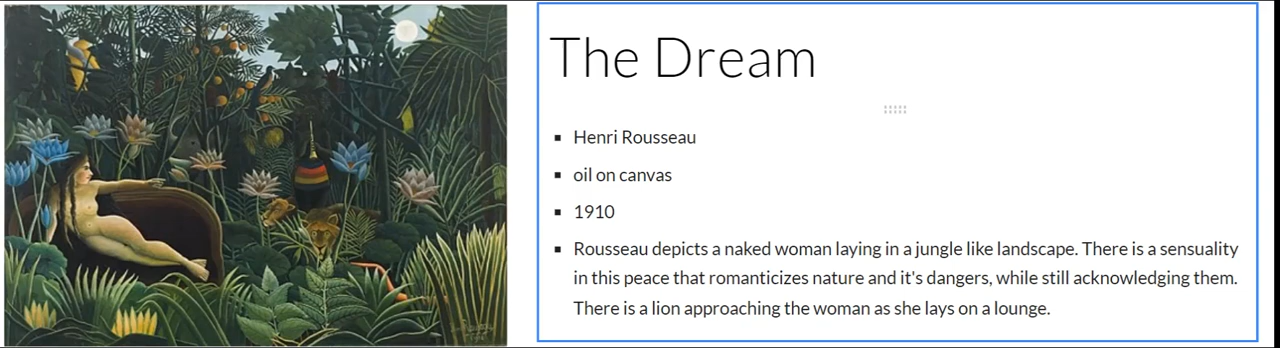 The Dream
Henri Rousseau
oil on canvas
1910
Rousseau depicts a naked woman laying in a jungle like landscape. There is a sensuality
in this peace that romanticizes nature and it's dangers, while still acknowledging them.
There is a lion approaching the woman as she lays on a lounge.